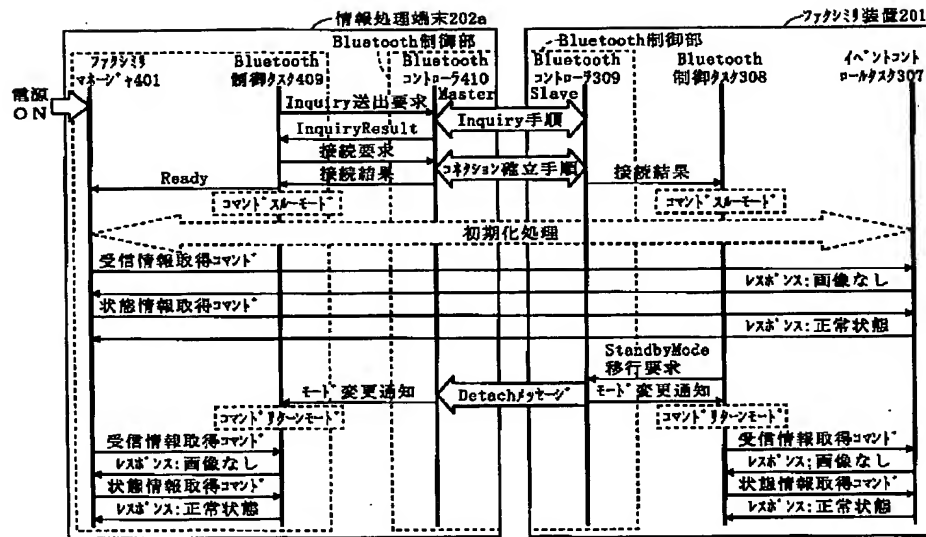 情報処理端末202a
ファクシミリ装置201
Bluetooth制御部
Bluetooth制御部
ファクシミリ
マネージャ401
Bluetooth
制御タスク409
Bluetooth
コントローラ410
Master
Bluetooth
コントローラ309
Slave
Bluetooth
制御タスク308
イベントコント
ロールタスク307
電源
ON
Inquiry送出要求
Inquiry手順
InquiryResult
接続要求
コネクション確立手順
接続結果
接続結果
Ready
コマンドスルーモード
コマンドスルーモード
初期化処理
受信情報取得コマンド
レスポンス:画像なし
状態情報取得コマンド
レスポンス:正常状態
StandbyMode
移行要求
モード変更通知
Detachメッセージ
モード変更通知
コマンドリターンモード
コマンドリターンモード
受信情報取得コマンド
受信情報取得コマンド
レスポンス:画像なし
レスポンス:画像なし
状態情報取得コマンド
状態情報取得コマンド
レスポンス:正常状態
レスポンス:正常状態